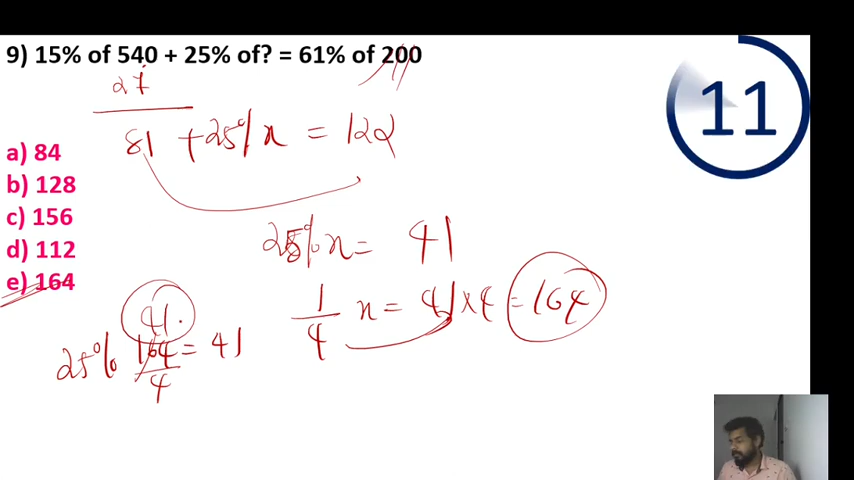 9) 15% of 540 + 25% of? = 61% of 200
11
27
81 + 25% x = 122
a) 84
b) 128
c) 156
d) 112
e) 164
25% x = 41
1/4 x = 41 x 4 = 164
41
25% 164/4 = 41